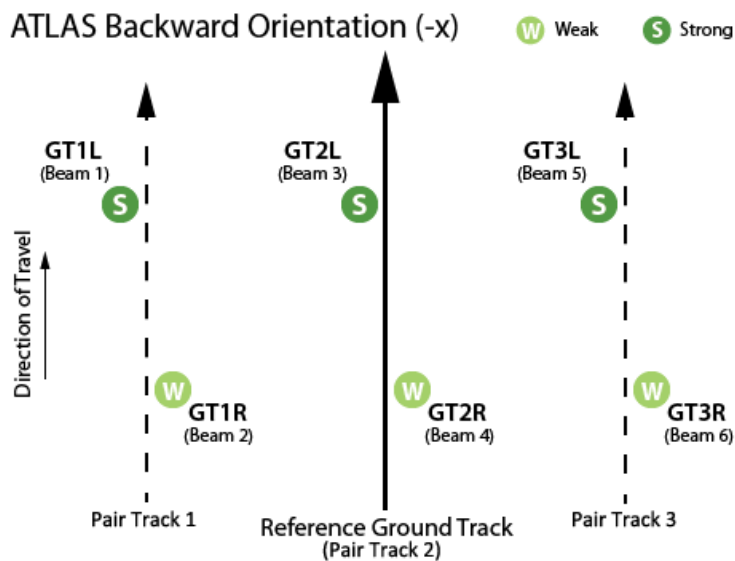 ATLAS Backward Orientation (-x)
W Weak
S Strong
GT1L
(Beam 1)
S
GT2L
(Beam 3)
S
GT3L
(Beam 5)
S
Direction of Travel
W
GT1R
(Beam 2)
W
GT2R
(Beam 4)
W
GT3R
(Beam 6)
Pair Track 1
Reference Ground Track
(Pair Track 2)
Pair Track 3